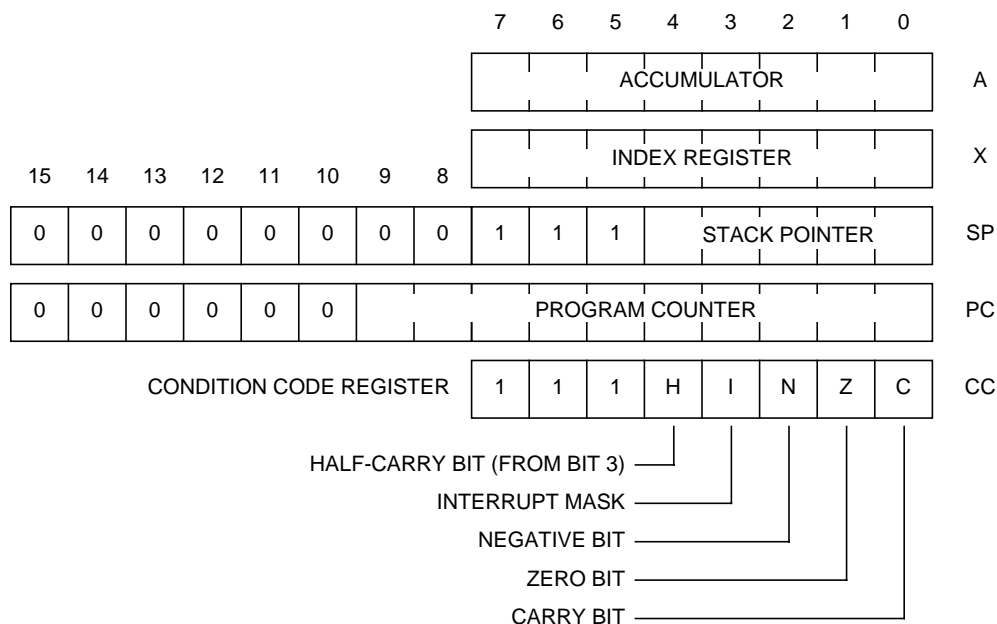 7 6 5 4 3 2 1 0
ACCUMULATOR A
INDEX REGISTER X
15 14 13 12 11 10 9 8
0 0 0 0 0 0 0 0 1 1 1 STACK POINTER SP
0 0 0 0 0 0 PROGRAM COUNTER PC
CONDITION CODE REGISTER 1 1 1 H I N Z C CC
HALF-CARRY BIT (FROM BIT 3)
INTERRUPT MASK
NEGATIVE BIT
ZERO BIT
CARRY BIT